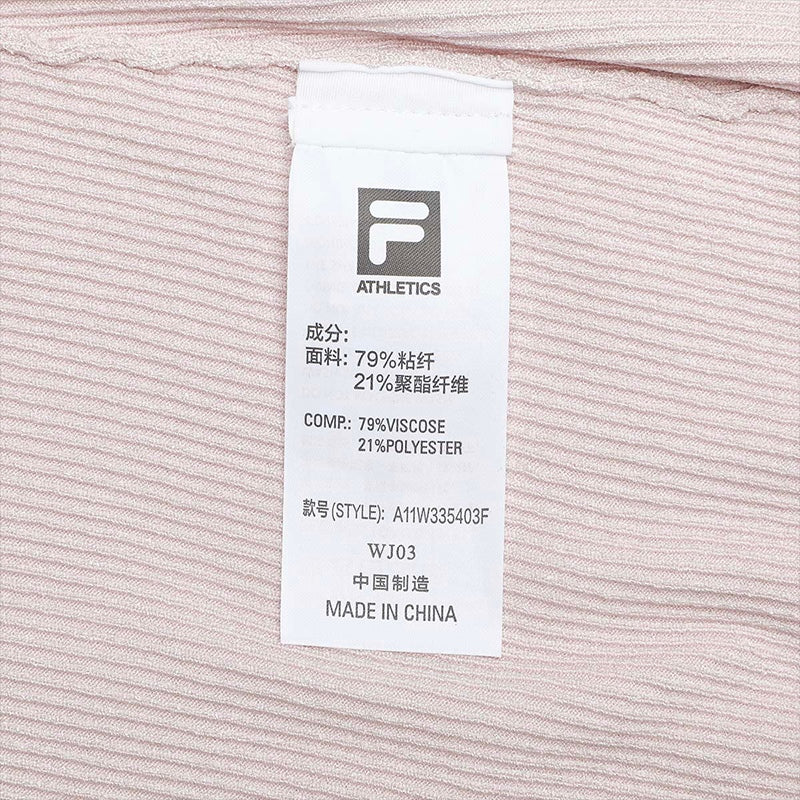 F
ATHLETICS
成分:
面料: 79%粘纤
21%聚酯纤维
COMP.: 79%VISCOSE
21%POLYESTER
款号(STYLE): A11W335403F
WJ03
中国制造
MADE IN CHINA